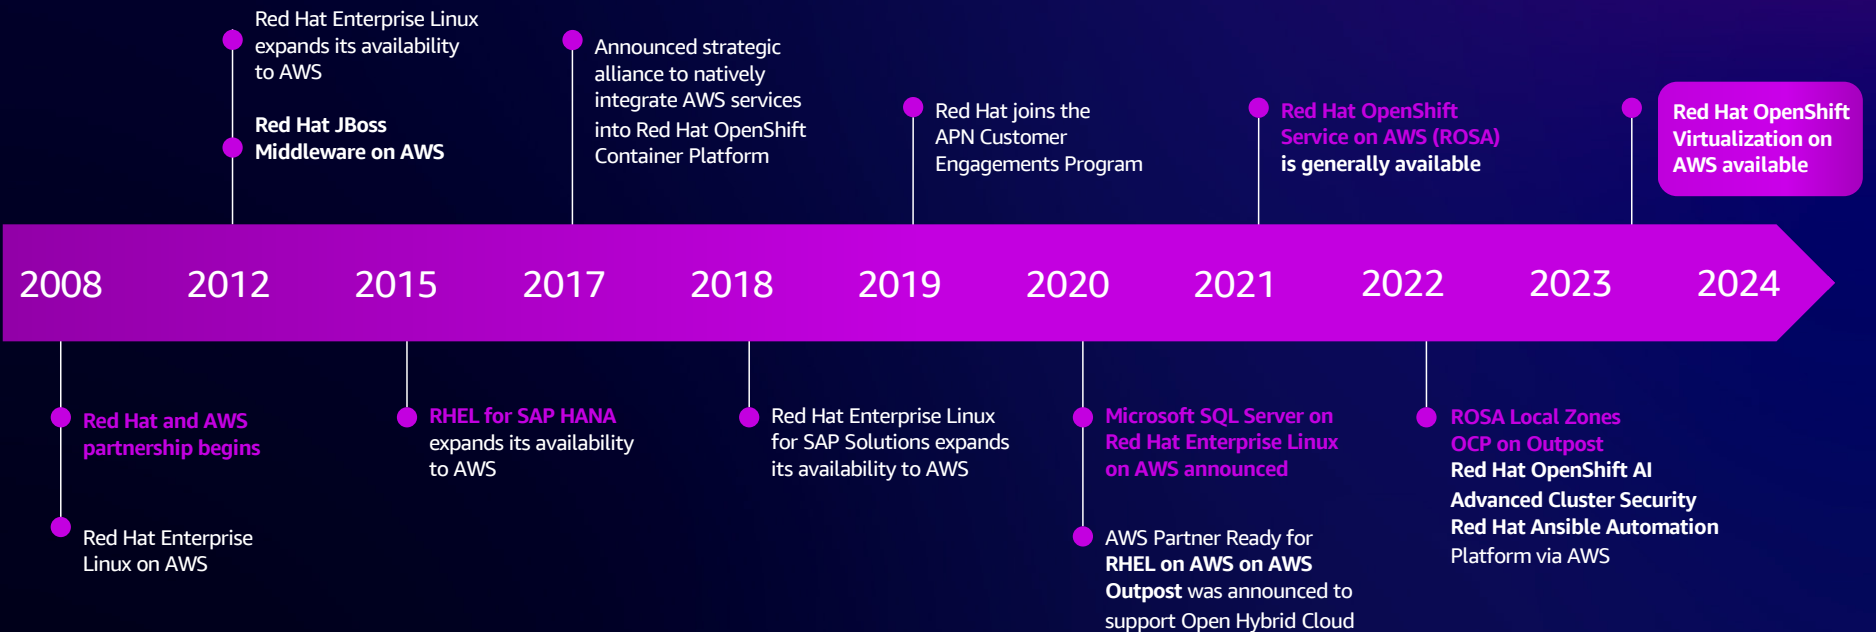 Red Hat Enterprise Linux
expands its availability
to AWS
Red Hat JBoss
Middleware on AWS
Announced strategic
alliance to natively
integrate AWS services
into Red Hat OpenShift
Container Platform
Red Hat joins the
APN Customer
Engagements Program
Red Hat OpenShift
Service on AWS (ROSA)
is generally available
Red Hat OpenShift
Virtualization on
AWS available
2008 2012 2015 2017 2018 2019 2020 2021 2022 2023 2024
Red Hat and AWS
partnership begins
Red Hat Enterprise
Linux on AWS
RHEL for SAP HANA
expands its availability
to AWS
Red Hat Enterprise Linux
for SAP Solutions expands
its availability to AWS
Microsoft SQL Server on
Red Hat Enterprise Linux
on AWS announced
AWS Partner Ready for
RHEL on AWS on AWS
Outpost was announced to
support Open Hybrid Cloud
ROSA Local Zones
OCP on Outpost
Red Hat OpenShift AI
Advanced Cluster Security
Red Hat Ansible Automation
Platform via AWS